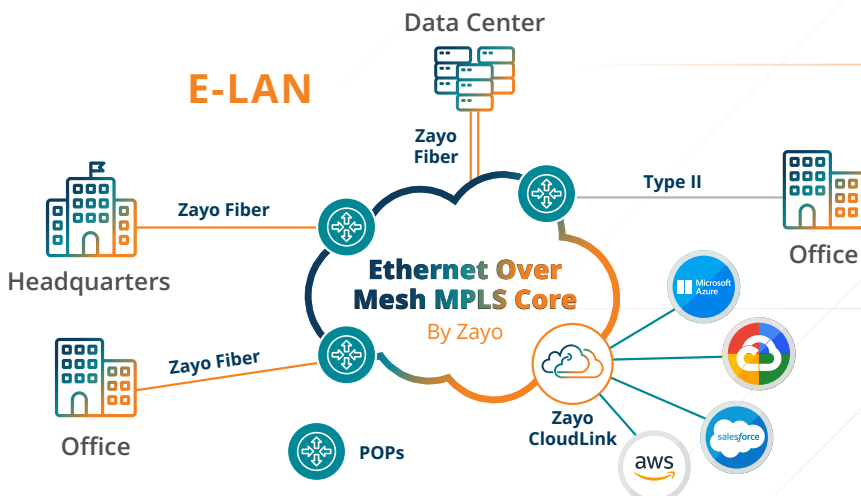 Data Center
E-LAN
Zayo
Fiber
Type II
Zayo Fiber
Office
Headquarters
Ethernet Over
Mesh MPLS Core
By Zayo
Microsoft
Azure
Zayo Fiber
Office
Zayo
CloudLink
salesforce
POPs
aws